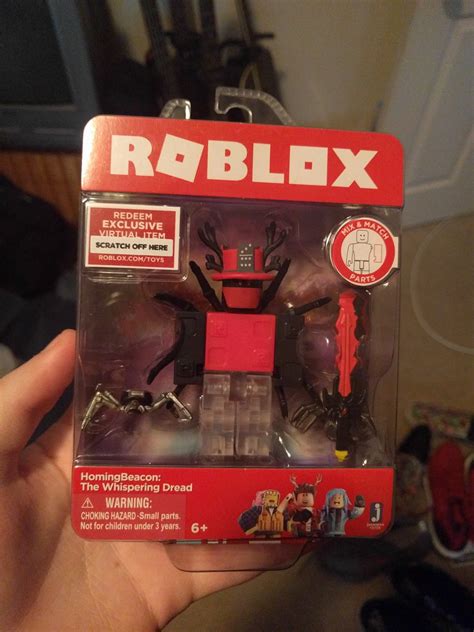 ROBLOX
REDEEM
EXCLUSIVE
VIRTUAL ITEM
SCRATCH OFF HERE
ROBLOX.COM/TOYS
MIX & MATCH
PARTS
HomingBeacon:
The Whispering Dread
WARNING:
CHOKING HAZARD-Small parts.
Not for children under 3 years.
6+